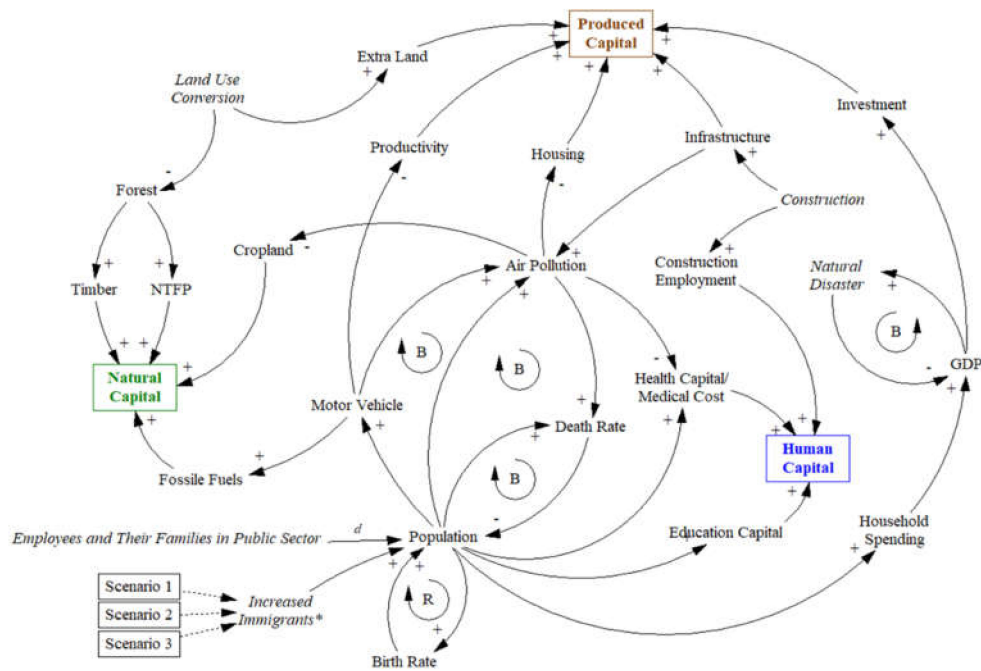 Produced
Capital
+
+
+
+
+
Extra Land
+
Land Use
Conversion
Investment
+
Productivity
-
Housing
-
Infrastructure
+
-
Forest
Construction
Cropland
-
+
Air Pollution
+
+
+
Construction
Employment
Natural
Disaster
+
+
+
Timber
NTFP
B
+
+
B
B
-
GDP
+
Natural
Capital
+
+
Motor Vehicle
+
-
Health Capital/
Medical Cost
+
+
Death Rate
+
+
+
Human
Capital
+
+
Fossile Fuels
B
-
Household
Spending
+
Employees and Their Families in Public Sector
d
Population
+
Education Capital
+
+
Scenario 1
Scenario 2
Scenario 3
Increased
Immigrants*
R
+
Birth Rate